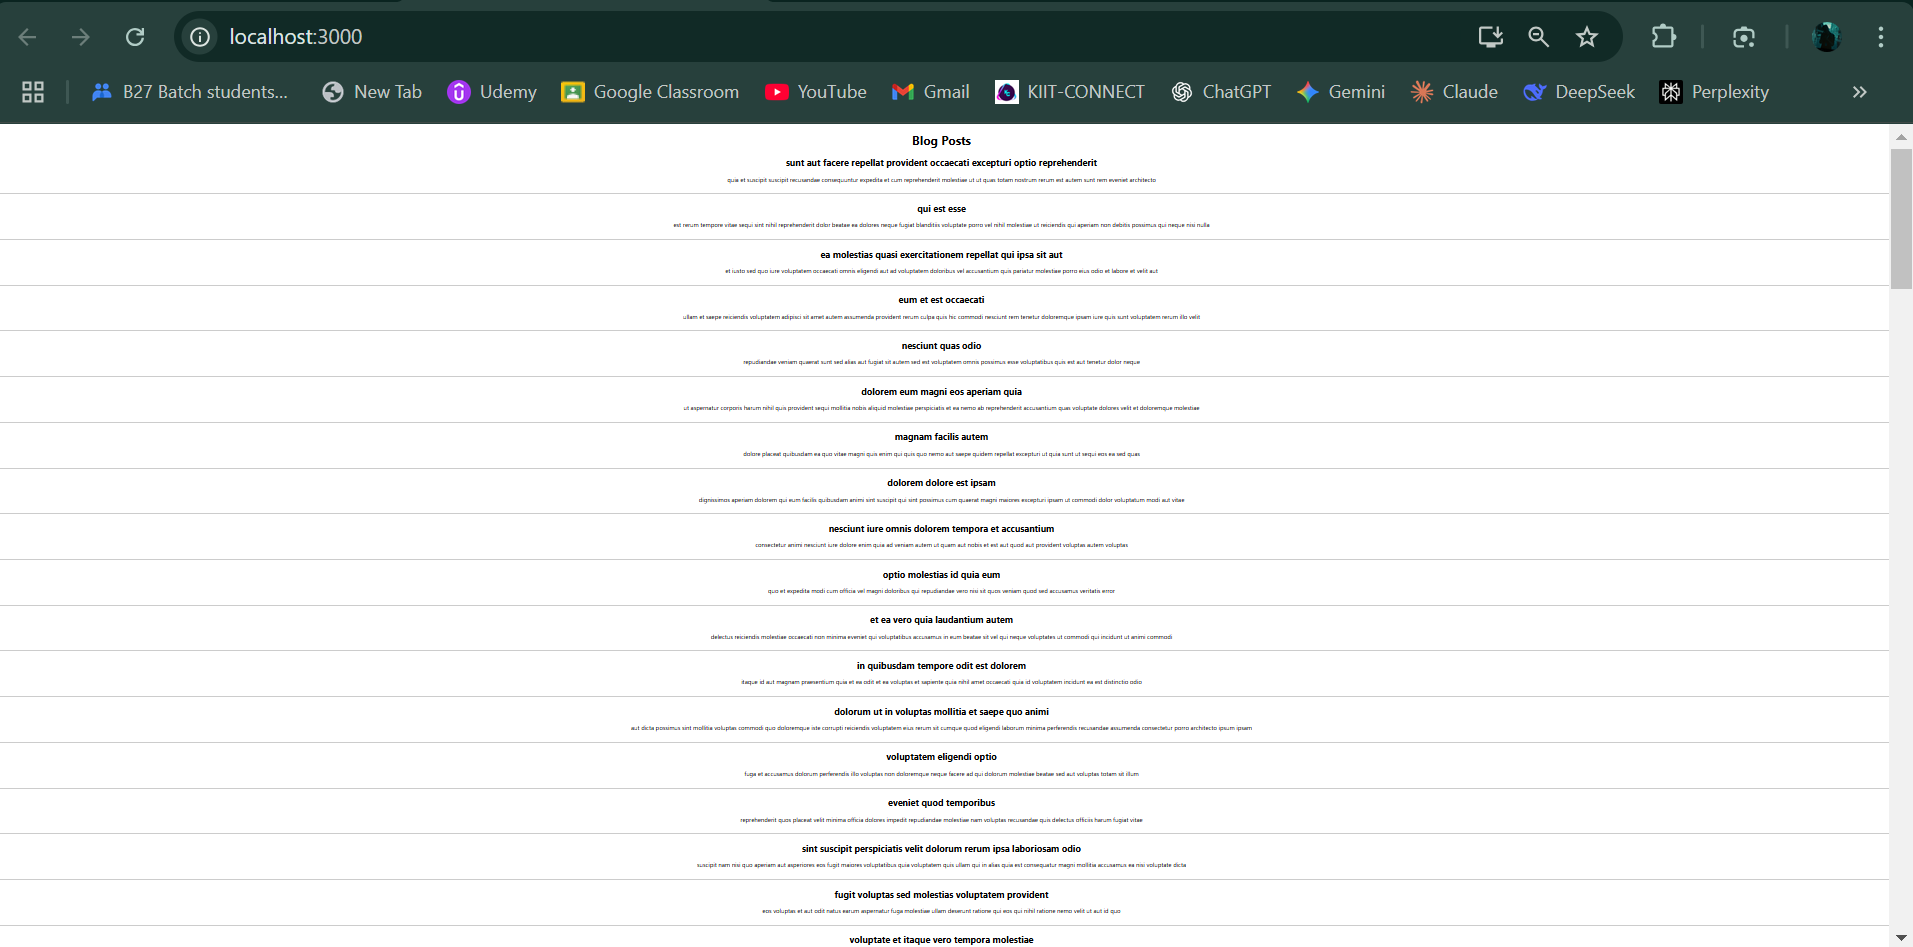 localhost:3000
B27 Batch students...
New Tab
Udemy
Google Classroom
YouTube
Gmail
KIIT-CONNECT
ChatGPT
Gemini
Claude
DeepSeek
Perplexity
Blog Posts
sunt aut facere repellat provident occaecati excepturi optio reprehenderit
quia et suscipit suscipit recusandae consequuntur expedita et cum reprehenderit molestiae ut ut quas totam nostrum rerum est autem sunt rem eveniet architecto
qui est esse
est rerum tempore vitae sequi sint nihil reprehenderit dolor beatae ea dolores neque fugiat blanditiis voluptate porro vel nihil molestiae ut reiciendis qui aperiam non debitis possimus qui neque nisi nulla
ea molestias quasi exercitationem repellat qui ipsa sit aut
et iusto sed quo iure voluptatem occaecati omnis eligendi aut ad voluptatem doloribus vel accusantium quis pariatur molestiae porro eius odio et labore et velit aut
eum et est occaecati
ullam et saepe reiciendis voluptatem adipisci sit amet autem assumenda provident rerum culpa quis hic commodi nesciunt rem tenetur doloremque ipsam iure quis sunt voluptatem rerum illo velit
nesciunt quas odio
repudiandae veniam quaerat sunt sed alias aut fugiat sit autem sed est voluptatem omnis possimus esse voluptatibus quis est aut tenetur dolor neque
dolorem eum magni eos aperiam quia
ut aspernatur corporis harum nihil quis provident sequi mollitia nobis aliquid molestiae perspiciatis et ea nemo ab reprehenderit accusantium quas voluptate dolores velit et doloremque molestiae
magnam facilis autem
dolore placeat quibusdam ea quo vitae magni quis enim qui quis quo nemo aut saepe quidem repellat excepturi ut quia sunt ut sequi eos ea sed quas
dolorem dolore est ipsam
dignissimos aperiam dolorem qui eum facilis quibusdam animi sint suscipit qui sint possimus cum quaerat magni maiores excepturi ipsam ut commodi dolor voluptatum modi aut vitae
nesciunt iure omnis dolorem tempora et accusantium
consectetur animi nesciunt iure dolore enim quia ad veniam autem ut quam aut nobis et est aut quod aut provident voluptas autem voluptas
optio molestias id quia eum
quo et expedita modi cum officia vel magni doloribus qui repudiandae vero nisi sit quos veniam quod sed accusamus veritatis error
et ea vero quia laudantium autem
delectus reiciendis molestiae occaecati non minima eveniet qui voluptatibus accusamus in eum beatae sit vel qui neque voluptates ut commodi qui incidunt ut animi commodi
in quibusdam tempore odit est dolorem
itaque id aut magnam praesentium quia et ea odit et ea voluptas et sapiente quia nihil amet occaecati quia id voluptatem incidunt ea est distinctio odio
dolorum ut in voluptas mollitia et saepe quo animi
aut dicta possimus sint mollitia voluptas commodi quo doloremque iste corrupti reiciendis voluptatem eius rerum sit cumque quod eligendi laborum minima perferendis recusandae assumenda consectetur porro architecto ipsum ipsam
voluptatem eligendi optio
fuga et accusamus dolorum perferendis illo voluptas non doloremque neque facere ad qui dolorum molestiae beatae sed aut voluptas totam sit illum
eveniet quod temporibus
reprehenderit quos placeat velit minima officia dolores impedit repudiandae molestiae nam voluptas recusandae quis delectus officiis harum fugiat vitae
sint suscipit perspiciatis velit dolorum rerum ipsa laboriosam odio
suscipit nam nisi quo aperiam aut asperiores eos fugit maiores voluptatibus quia voluptatem quis ullam qui in alias quia est consequatur magni mollitia accusamus ea nisi voluptate dicta
fugit voluptas sed molestias voluptatem provident
eos voluptas et aut odit natus earum aspernatur fuga molestiae ullam deserunt ratione qui eos qui nihil ratione nemo velit ut aut id quo
voluptate et itaque vero tempora molestiae